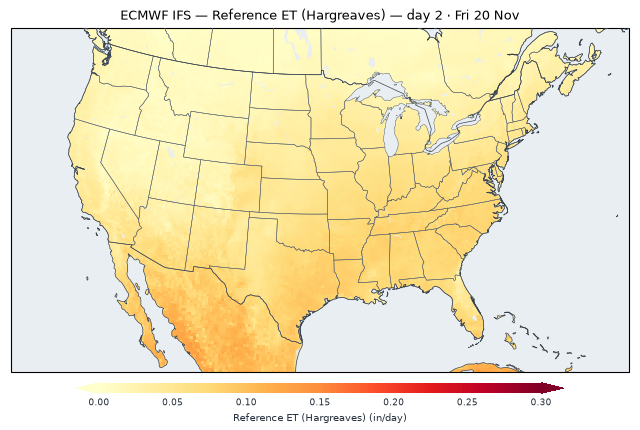 ECMWF IFS — Reference ET (Hargreaves) — day 2 · Fri 20 Nov
0.00 0.05 0.10 0.15 0.20 0.25 0.30
Reference ET (Hargreaves) (in/day)